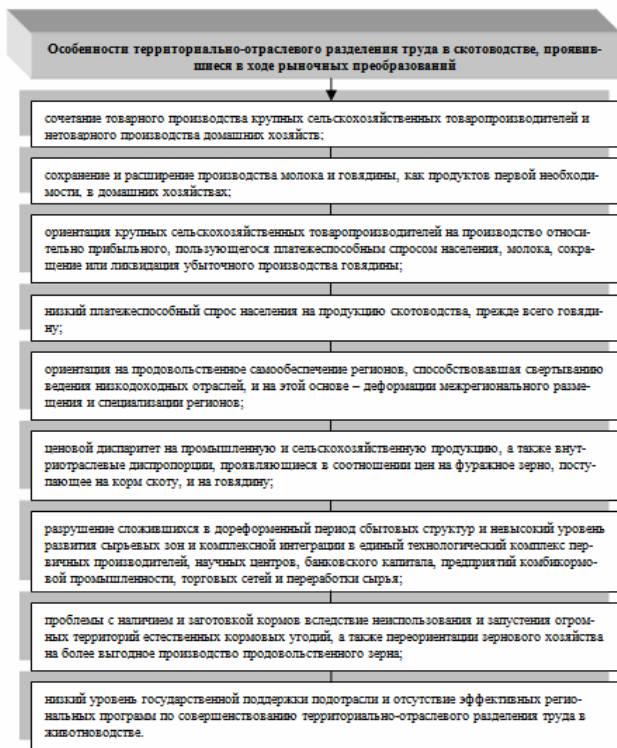 Особенности территориально-отраслевого разделения труда в скотоводстве, проявив-
шиеся в ходе рыночных преобразований
сочетание товарного производства крупных сельскохозяйственных товаропроизводителей и
нетоварного производства домашних хозяйств;
сохранение и расширение производства молока и говядины, как продуктов первой необходи-
мости, в домашних хозяйствах;
ориентация крупных сельскохозяйственных товаропроизводителей на производство относи-
тельно прибыльного, пользующегося платежеспособным спросом населения, молока, сокра-
щение или ликвидация убыточного производства говядины;
низкий платежеспособный спрос населения на продукцию скотоводства, прежде всего говяди-
ну;
ориентация на продовольственное самообеспечение регионов, способствовавшая свертыванию
ведения низкодоходных отраслей, и на этой основе – деформации межрегионального разме-
щения и специализации регионов;
ценовой диспаритет на промышленную и сельскохозяйственную продукцию, а также внут-
риотраслевые диспропорции, проявляющиеся в соотношении цен на фуражное зерно, посту-
пающее на корм скоту, и на говядину;
разрушение сложившихся в дореформенный период сбытовых структур и невысокий уровень
развития сырьевых зон и комплексной интеграции в единый технологический комплекс пер-
вичных производителей, научных центров, банковского капитала, предприятий комбикормо-
вой промышленности, торговых сетей и переработки сырья;
проблемы с наличием и заготовкой кормов вследствие неиспользования и запустения огром-
ных территорий естественных кормовых угодий, а также переориентации зернового хозяйства
на более выгодное производство продовольственного зерна;
низкий уровень государственной поддержки подотрасли и отсутствие эффективных регио-
нальных программ по совершенствованию территориально-отраслевого разделения труда в
животноводстве.